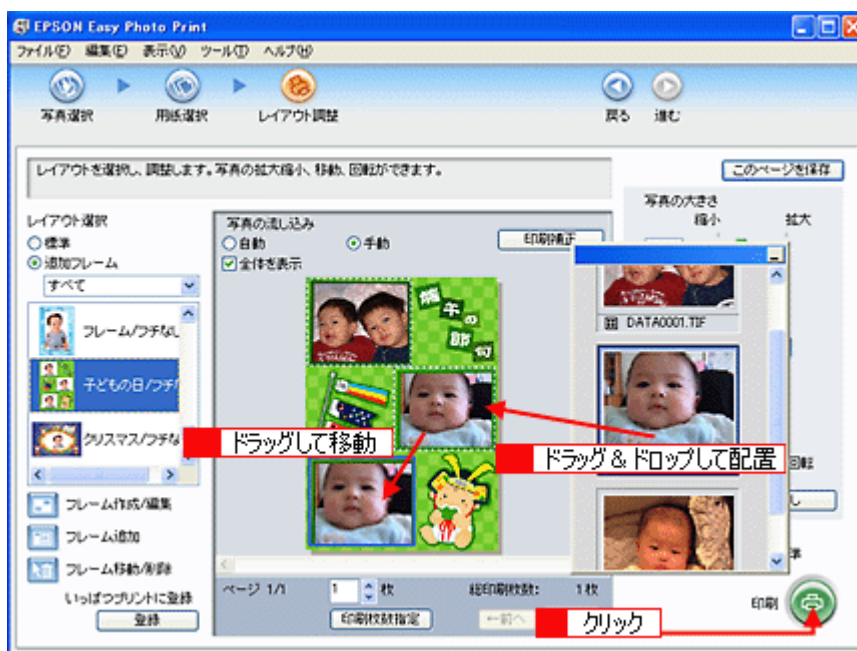 EPSON Easy Photo Print
ファイル(F) 編集(E) 表示(V) ツール(T) ヘルプ(H)
写真選択 用紙選択 レイアウト調整 戻る 進む
レイアウトを選択し、調整します。写真の拡大縮小、移動、回転ができます。
このページを保存
レイアウト選択
標準
追加フレーム
すべて
フレーム/フチなし
子どもの日/フチ
クリスマス/フチな
フレーム作成/編集
フレーム追加
フレーム移動/削除
いっぱつプリントに登録
登録
写真の流し込み
自動 手動
全体を表示
印刷補正
端午の節句
ドラッグして移動
写真の大きさ
縮小 拡大
DATA0001.TIF
ドラッグ&ドロップして配置
回転
し
準
ページ 1/1 1 枚 総印刷枚数: 1枚
印刷枚数指定 ←前へ
クリック
印刷